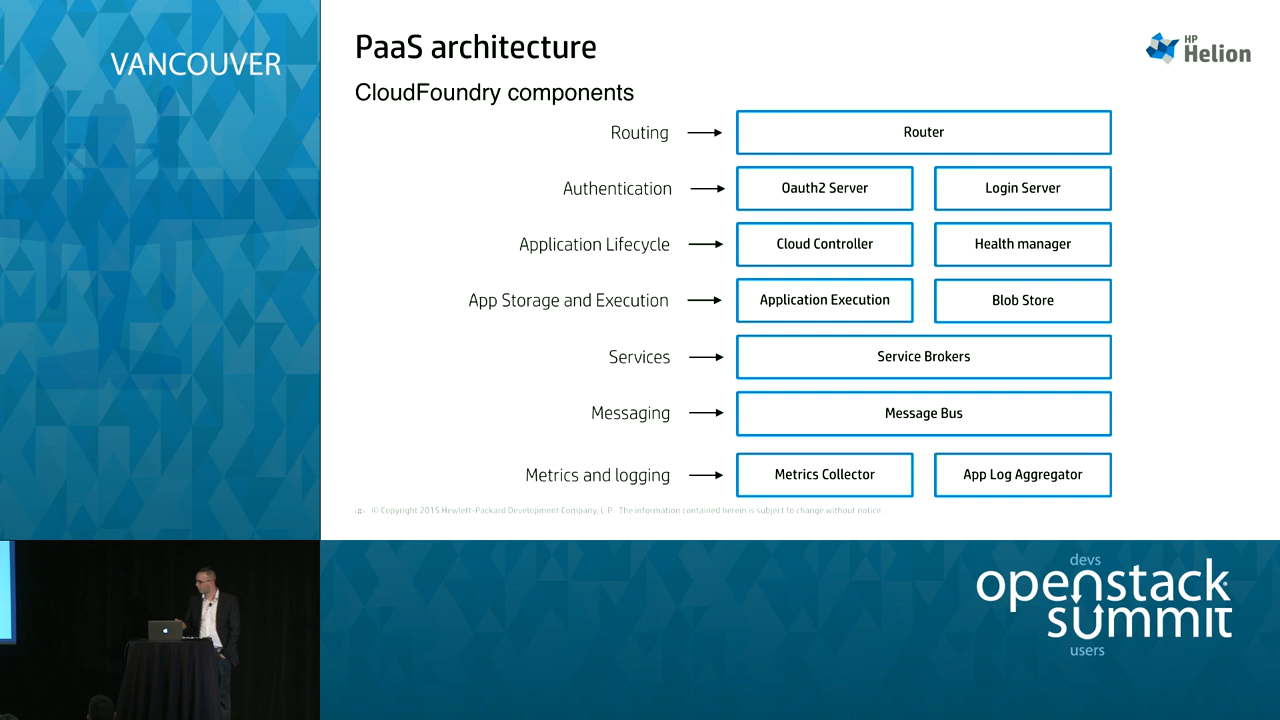 VANCOUVER
PaaS architecture
HP
Helion
CloudFoundry components
Routing
Router
Authentication
Oauth2 Server
Login Server
Application Lifecycle
Cloud Controller
Health manager
App Storage and Execution
Application Execution
Blob Store
Services
Service Brokers
Messaging
Message Bus
Metrics and logging
Metrics Collector
App Log Aggregator
© Copyright 2015 Hewlett-Packard Development Company, L.P. The information contained herein is subject to change without notice.
devs
openstack
summit
users